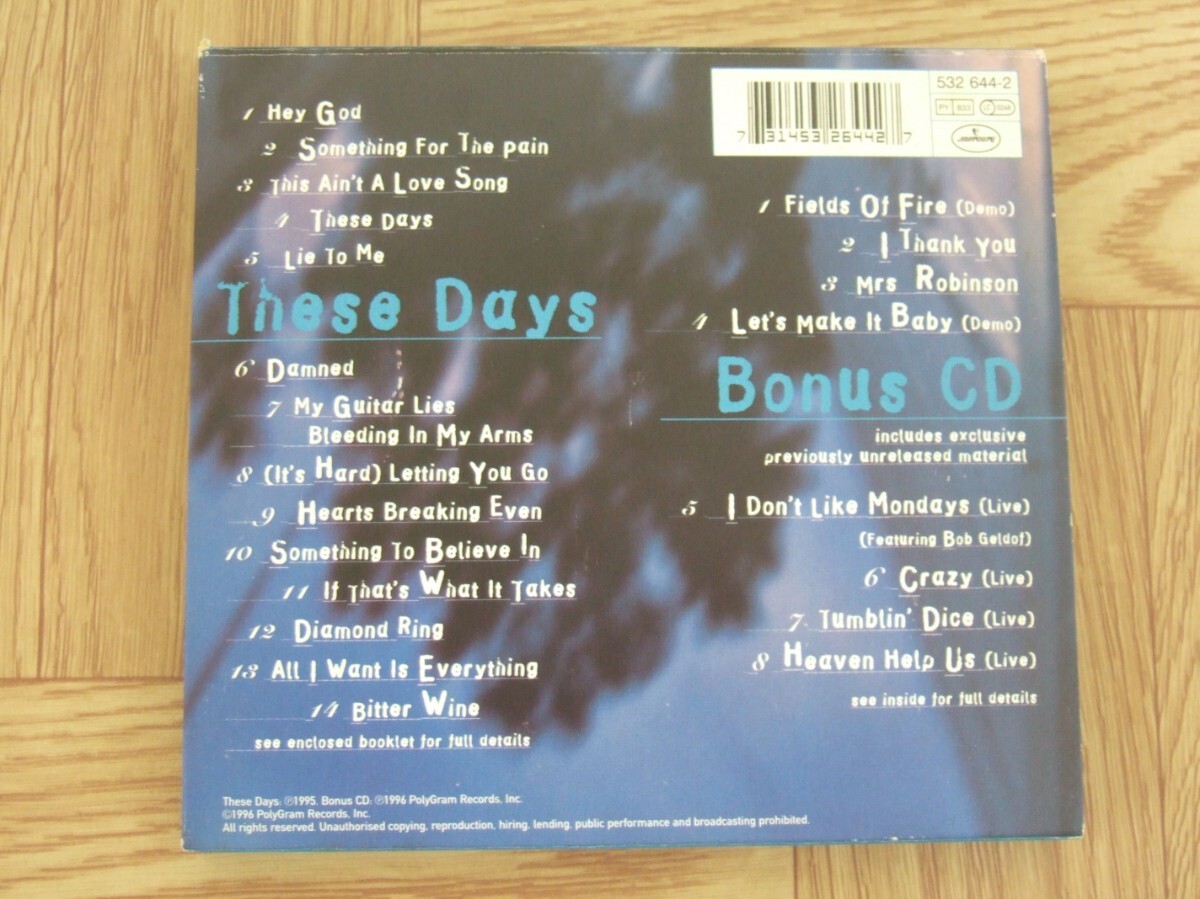 1 Hey God
2 Something For The Pain
3 This Ain't A Love Song
4 These Days
5 Lie To Me
These Days
6 Damned
7 My Guitar Lies
Bleeding In My Arms
8 (It's Hard) Letting You Go
9 Hearts Breaking Even
10 Something To Believe In
11 If That's What It Takes
12 Diamond Ring
13 All I Want Is Everything
14 Bitter Wine
see enclosed booklet for full details
532 644-2
7 31453 26442 7
1 Fields Of Fire (Demo)
2 I Thank You
3 Mrs Robinson
4 Let's Make It Baby (Demo)
Bonus CD
includes exclusive
previously unreleased material
5 I Don't Like Mondays (Live)
(Featuring Bob Geldof)
6 Crazy (Live)
7 Tumblin' Dice (Live)
8 Heaven Help Us (Live)
see inside for full details
These Days: ℗1995. Bonus CD: ℗1996 PolyGram Records, Inc.
©1996 PolyGram Records, Inc.
All rights reserved. Unauthorised copying, reproduction, hiring, lending, public performance and broadcasting prohibited.